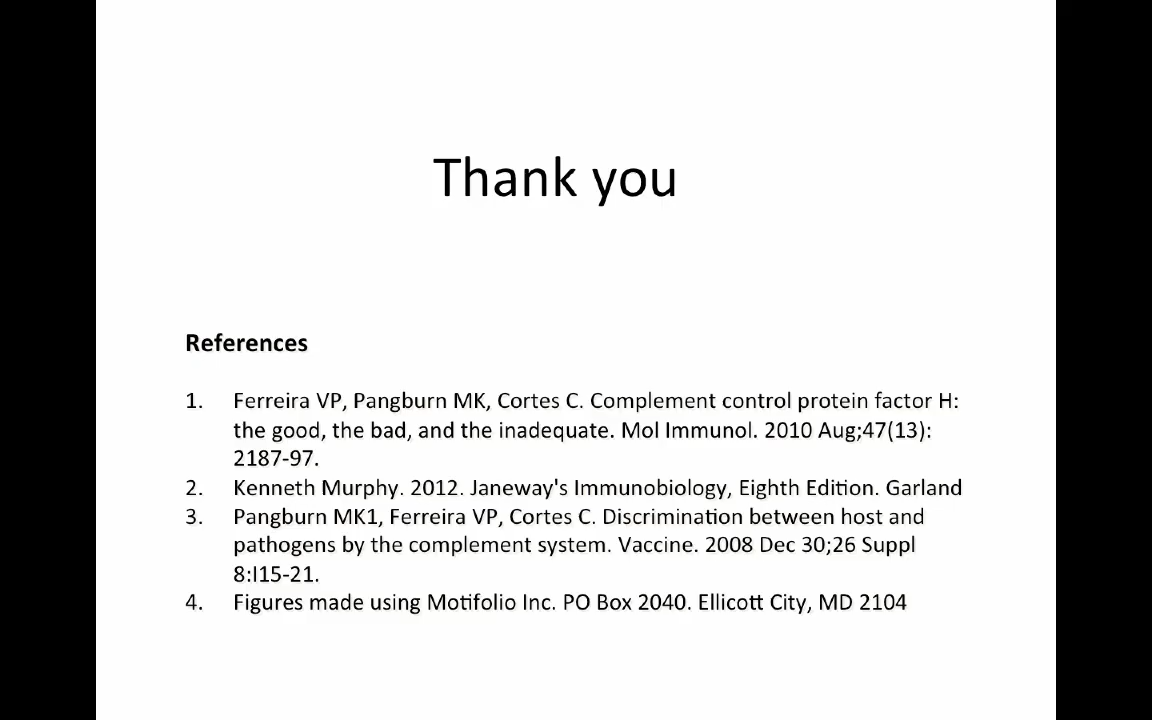 Thank you
References
1. Ferreira VP, Pangburn MK, Cortes C. Complement control protein factor H:
the good, the bad, and the inadequate. Mol Immunol. 2010 Aug;47(13):
2187-97.
2. Kenneth Murphy. 2012. Janeway's Immunobiology, Eighth Edition. Garland
3. Pangburn MK1, Ferreira VP, Cortes C. Discrimination between host and
pathogens by the complement system. Vaccine. 2008 Dec 30;26 Suppl
8:I15-21.
4. Figures made using Motifolio Inc. PO Box 2040. Ellicott City, MD 2104